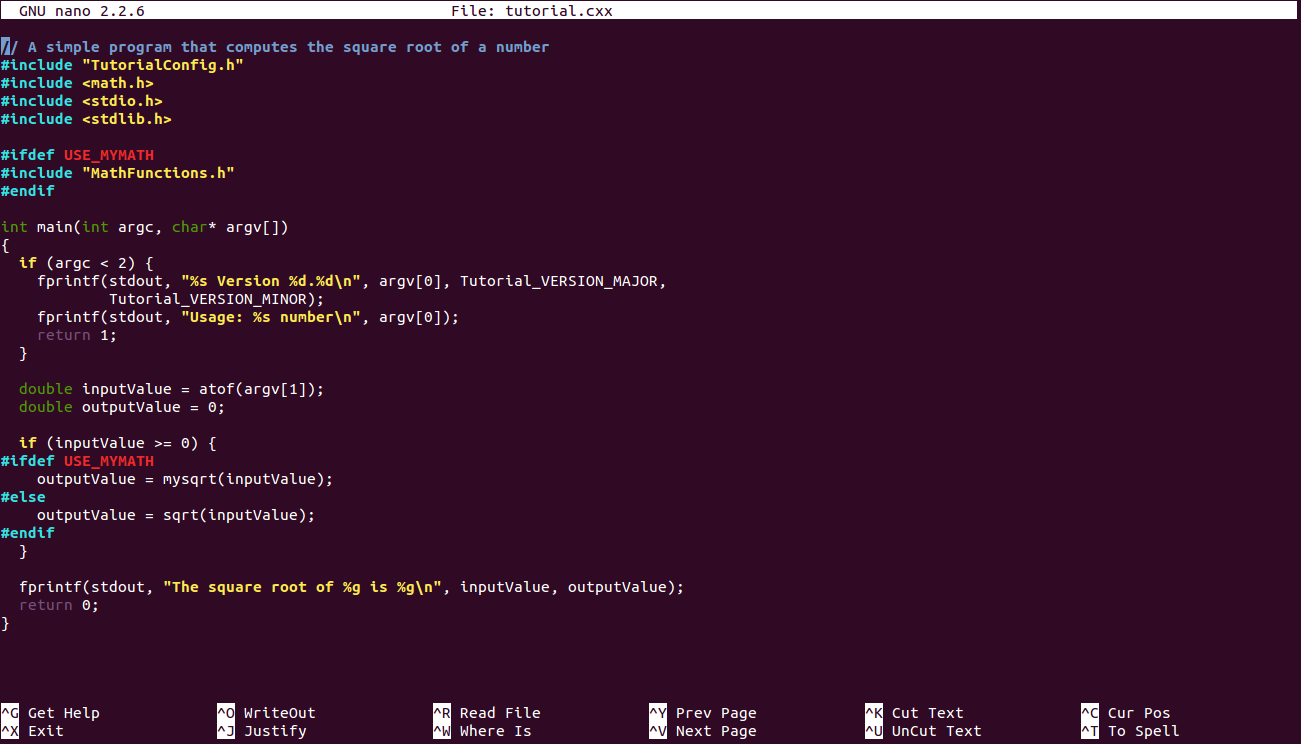 GNU nano 2.2.6 File: tutorial.cxx
// A simple program that computes the square root of a number
#include "TutorialConfig.h"
#include <math.h>
#include <stdio.h>
#include <stdlib.h>
#ifdef USE_MYMATH
#include "MathFunctions.h"
#endif
int main(int argc, char* argv[])
{
  if (argc < 2) {
    fprintf(stdout, "%s Version %d.%d\n", argv[0], Tutorial_VERSION_MAJOR,
            Tutorial_VERSION_MINOR);
    fprintf(stdout, "Usage: %s number\n", argv[0]);
    return 1;
  }
  double inputValue = atof(argv[1]);
  double outputValue = 0;
  if (inputValue >= 0) {
#ifdef USE_MYMATH
    outputValue = mysqrt(inputValue);
#else
    outputValue = sqrt(inputValue);
#endif
  }
  fprintf(stdout, "The square root of %g is %g\n", inputValue, outputValue);
  return 0;
}
^G Get Help ^O WriteOut ^R Read File ^Y Prev Page ^K Cut Text ^C Cur Pos
^X Exit ^J Justify ^W Where Is ^V Next Page ^U UnCut Text ^T To Spell